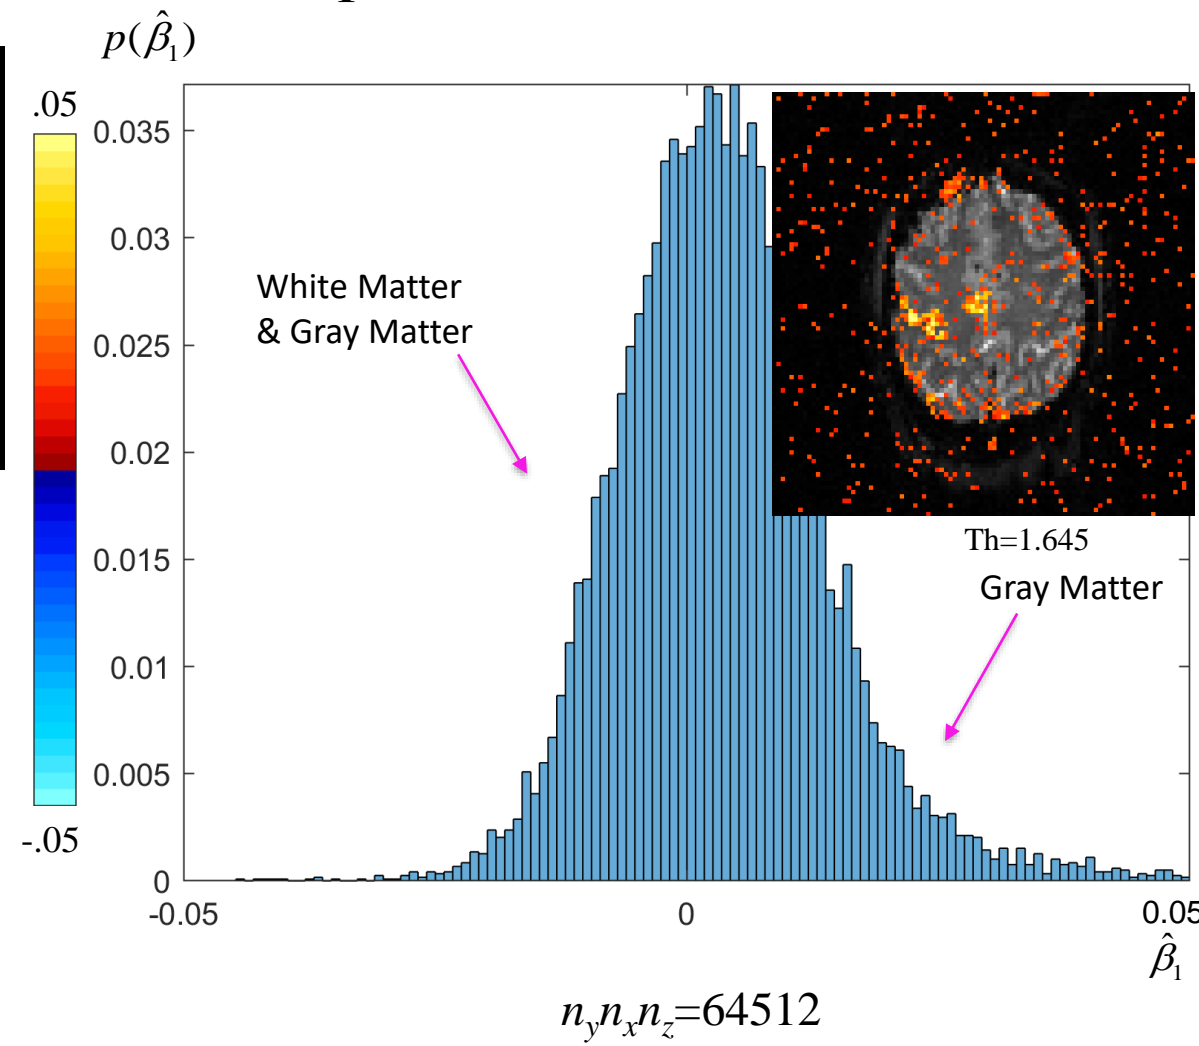 p(β̂₁)
.05
-.05
0.035
0.03
0.025
0.02
0.015
0.01
0.005
0
White Matter
& Gray Matter
Th=1.645
Gray Matter
-0.05
0
0.05
β̂₁
nᵧnₓn_z=64512